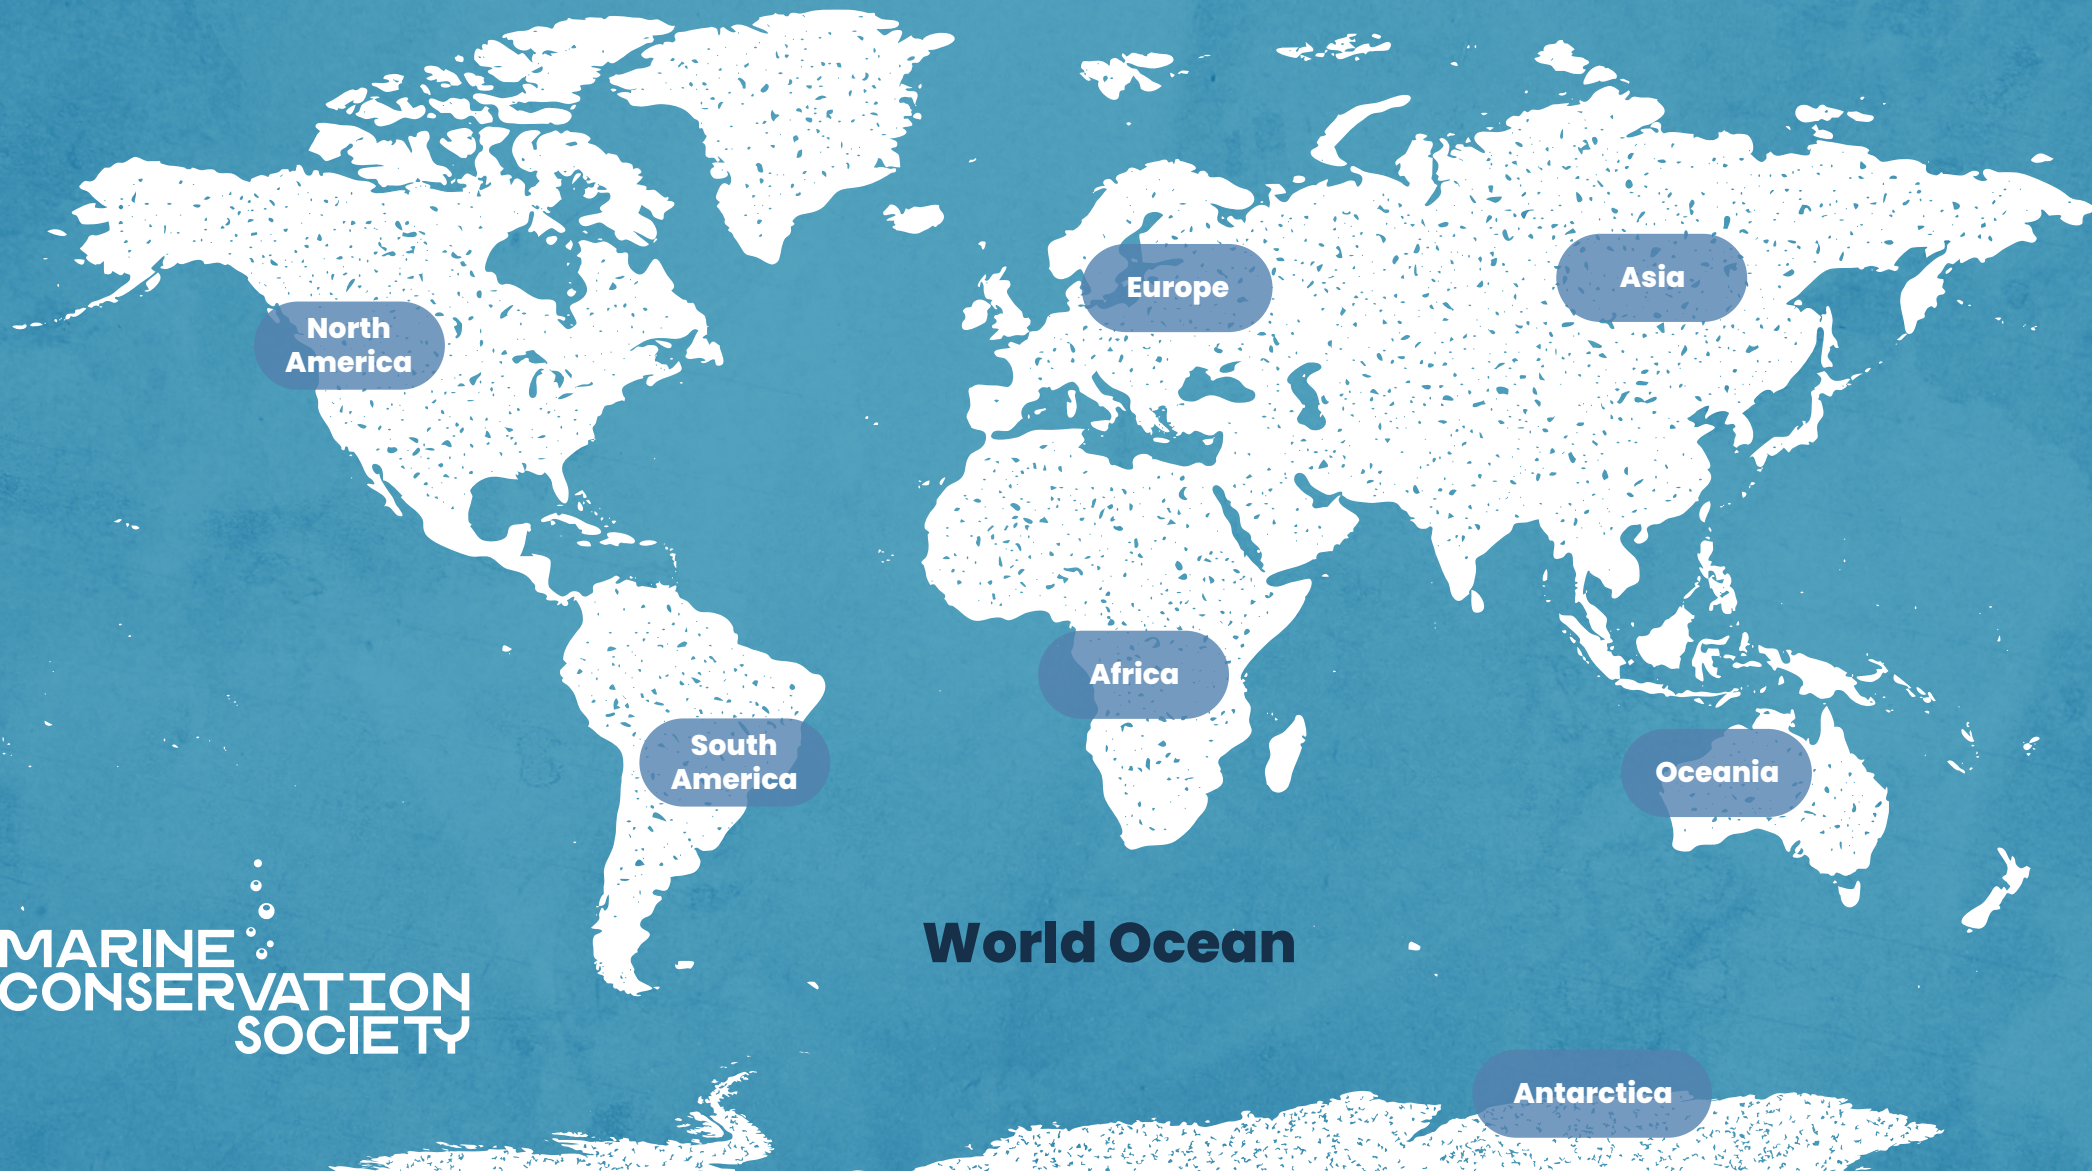 Europe
Asia
North
America
Africa
South
America
Oceania
World Ocean
MARINE
CONSERVATION
SOCIETY
Antarctica